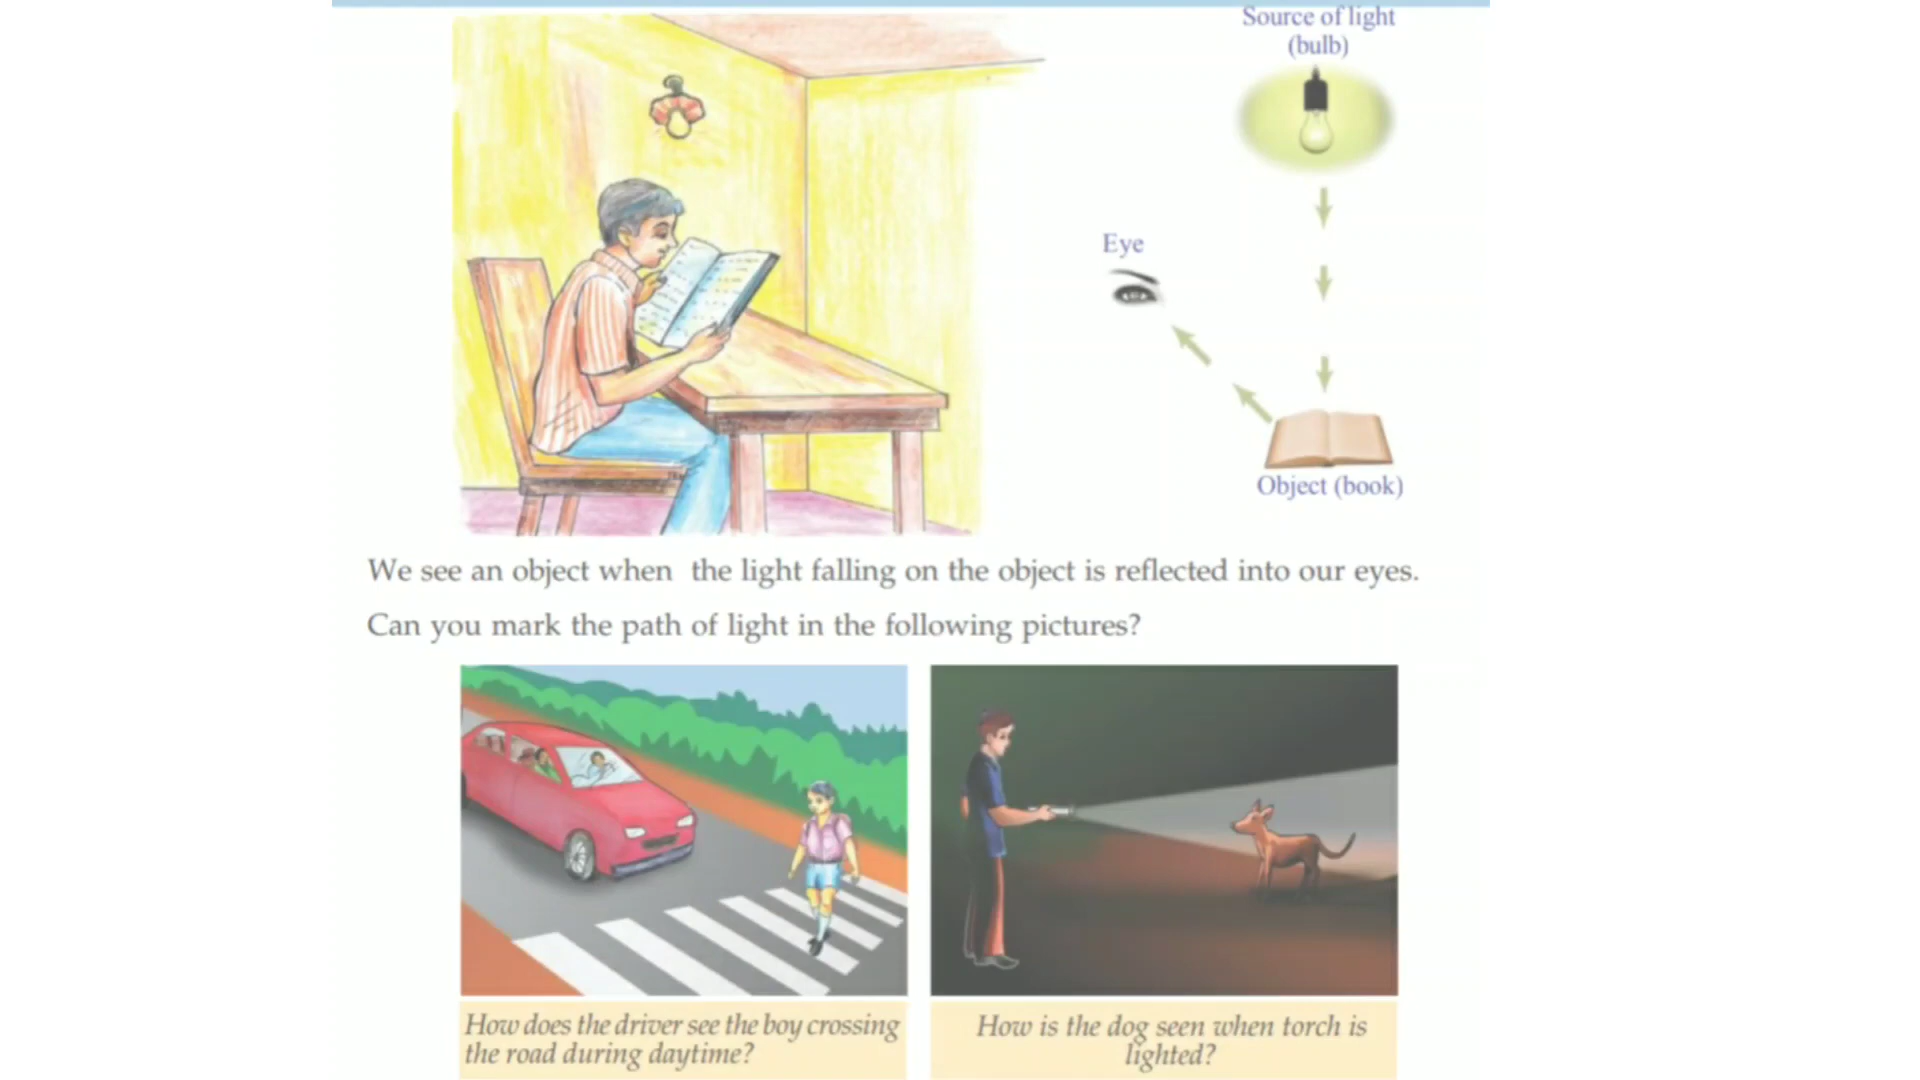 Source of light
(bulb)
Eye
Object (book)
We see an object when the light falling on the object is reflected into our eyes.
Can you mark the path of light in the following pictures?
How does the driver see the boy crossing
the road during daytime?
How is the dog seen when torch is
lighted?